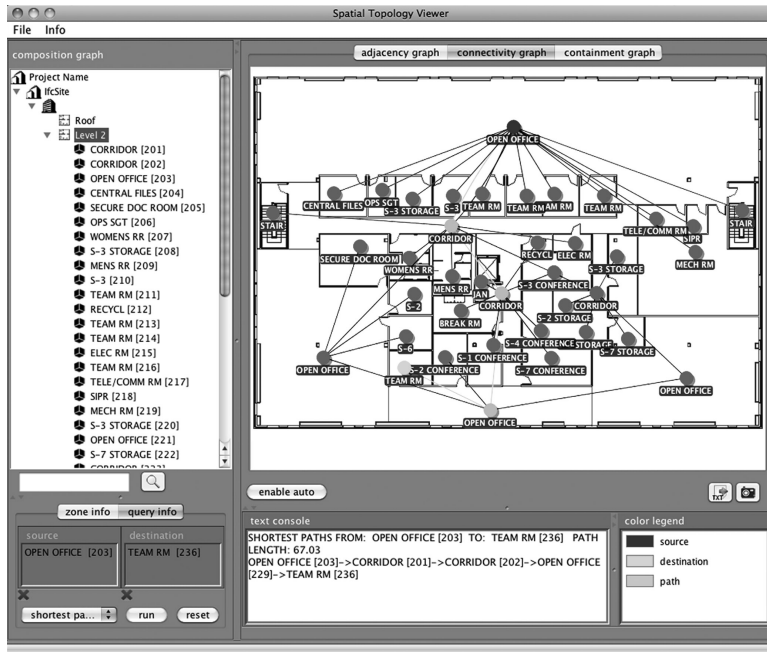 Spatial Topology Viewer
File Info
composition graph
Project Name
IfcSite
Roof
Level 2
CORRIDOR [201]
CORRIDOR [202]
OPEN OFFICE [203]
CENTRAL FILES [204]
SECURE DOC ROOM [205]
OPS SGT [206]
WOMENS RR [207]
S-3 STORAGE [208]
MENS RR [209]
S-3 [210]
TEAM RM [211]
RECYCL [212]
TEAM RM [213]
TEAM RM [214]
ELEC RM [215]
TEAM RM [216]
TELE/COMM RM [217]
SIPR [218]
MECH RM [219]
S-3 STORAGE [220]
OPEN OFFICE [221]
S-7 STORAGE [222]
zone info query info
source
OPEN OFFICE [203]
destination
TEAM RM [236]
shortest pa...
run
reset
adjacency graph connectivity graph containment graph
OPEN OFFICE
CENTRAL FILES
OPS SGT
S-3 STORAGE
S-3
TEAM RM
TEAM RM
AM RM
TEAM RM
STAIR
STAIR
TELE/COMM RM
SIPR
CORRIDOR
SECURE DOC ROOM
WOMENS RR
RECYCL
ELEC RM
S-3 STORAGE
MECH RM
MENS RR
JAN
S-3 CONFERENCE
S-2
CORRIDOR
CORRIDOR
BREAK RM
S-2 STORAGE
S-6
S-4 CONFERENCE
STORAGE
S-7 STORAGE
S-1 CONFERENCE
OPEN OFFICE
S-2 CONFERENCE
S-7 CONFERENCE
TEAM RM
OPEN OFFICE
OPEN OFFICE
enable auto
TXT
text console
SHORTEST PATHS FROM: OPEN OFFICE [203] TO: TEAM RM [236] PATH
LENGTH: 67.03
OPEN OFFICE [203]->CORRIDOR [201]->CORRIDOR [202]->OPEN OFFICE
[229]->TEAM RM [236]
color legend
source
destination
path